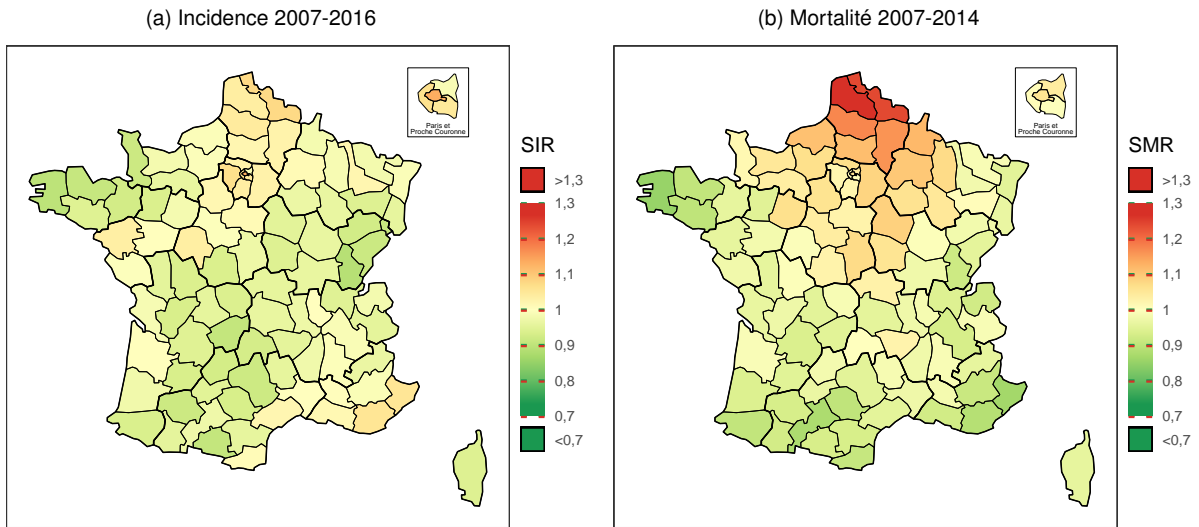 (a) Incidence 2007-2016
Paris et
Proche Couronne
SIR
>1,3
1,3
1,2
1,1
1
0,9
0,8
0,7
<0,7
(b) Mortalité 2007-2014
Paris et
Proche Couronne
SMR
>1,3
1,3
1,2
1,1
1
0,9
0,8
0,7
<0,7